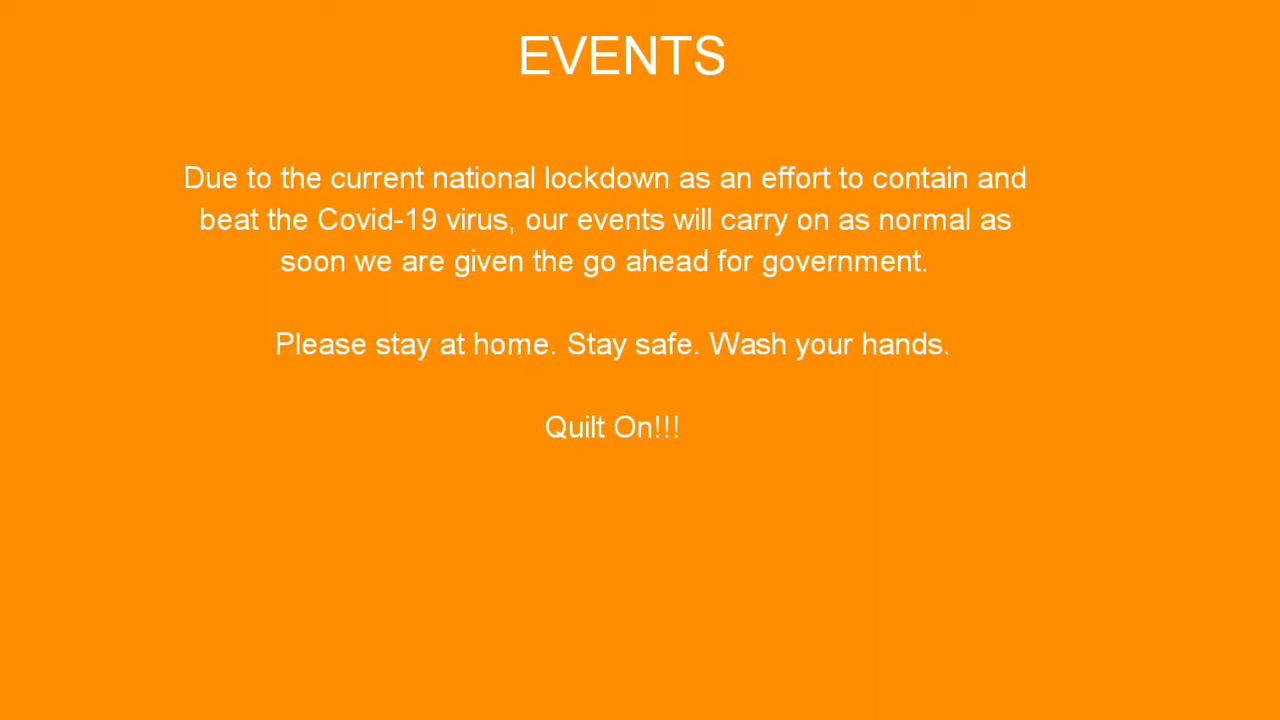 EVENTS
Due to the current national lockdown as an effort to contain and
beat the Covid-19 virus, our events will carry on as normal as
soon we are given the go ahead for government.
Please stay at home. Stay safe. Wash your hands.
Quilt On!!!